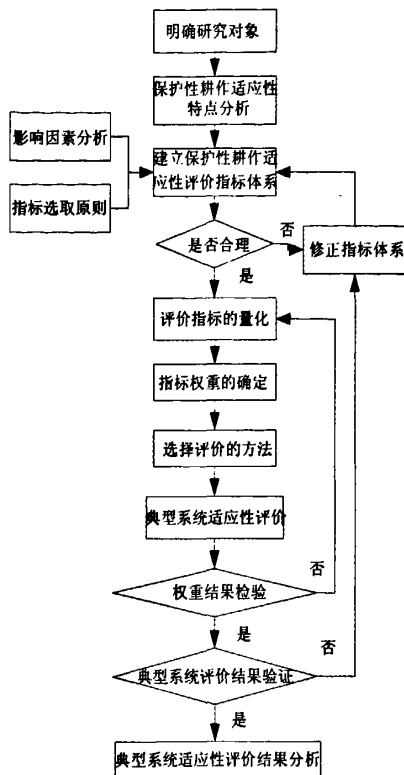 明确研究对象
保护性耕作适应性
特点分析
影响因素分析
建立保护性耕作适
应性评价指标体系
指标选取原则
是否合理
否
修正指标体系
是
评价指标的量化
指标权重的确定
选择评价的方法
典型系统适应性评价
否
权重结果检验
是
否
典型系统评价结果验证
是
典型系统适应性评价结果分析